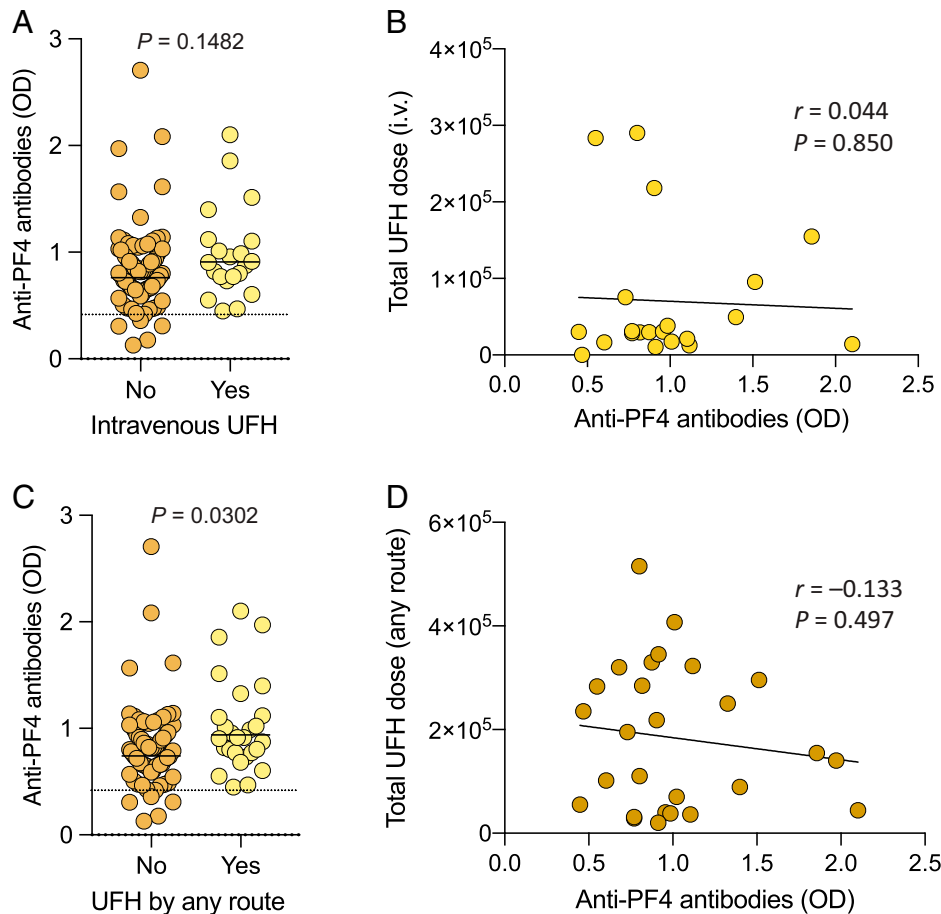 A
P = 0.1482
Anti-PF4 antibodies (OD)
3
2
1
0
No
Yes
Intravenous UFH
B
r = 0.044
P = 0.850
Total UFH dose (i.v.)
4×10⁵
3×10⁵
2×10⁵
1×10⁵
0
0.0
0.5
1.0
1.5
2.0
2.5
Anti-PF4 antibodies (OD)
C
P = 0.0302
Anti-PF4 antibodies (OD)
3
2
1
0
No
Yes
UFH by any route
D
r = –0.133
P = 0.497
Total UFH dose (any route)
6×10⁵
4×10⁵
2×10⁵
0
0.0
0.5
1.0
1.5
2.0
2.5
Anti-PF4 antibodies (OD)